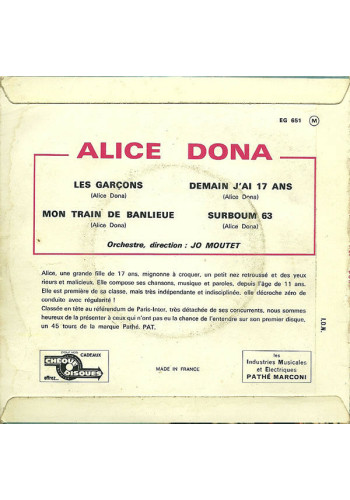 EG 651 M
ALICE DONA
LES GARÇONS
(Alice Dona)
DEMAIN J'AI 17 ANS
(Alice Dona)
MON TRAIN DE BANLIEUE
(Alice Dona)
SURBOUM 63
(Alice Dona)
Orchestre, direction : JO MOUTET
Alice, une grande fille de 17 ans, mignonne à croquer, un petit nez retroussé et des yeux
rieurs et malicieux. Elle compose ses chansons, musique et paroles, depuis l'âge de 11 ans.
Elle est première de sa classe, mais très indépendante et indisciplinée, elle décroche zéro de
conduite avec régularité !
Classée en tête au référendum de Paris-Inter, très détachée de ses concurrents, nous sommes
heureux de la présenter à ceux qui n'ont pas eu la chance de l'entendre sur son premier disque,
un 45 tours de la marque Pathé. PAT.
I.D.N.
CADEAUX
CHEQUE
DISQUES
offrez...
MADE IN FRANCE
les
Industries Musicales
et Electriques
PATHÉ MARCONI